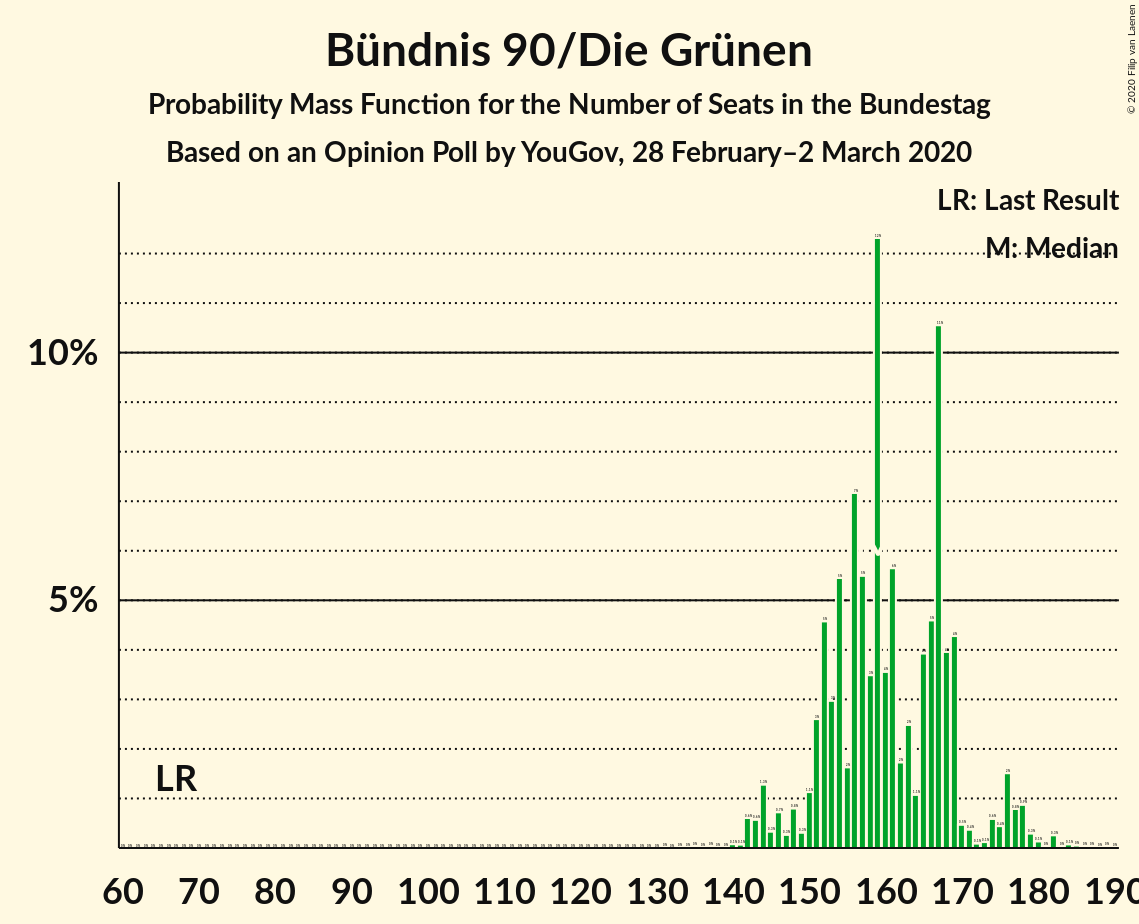 Bündnis 90/Die Grünen
Probability Mass Function for the Number of Seats in the Bundestag
Based on an Opinion Poll by YouGov, 28 February–2 March 2020
© 2020 Filip van Laenen
LR: Last Result
M: Median
10%
5%
LR
60 70 80 90 100 110 120 130 140 150 160 170 180 190